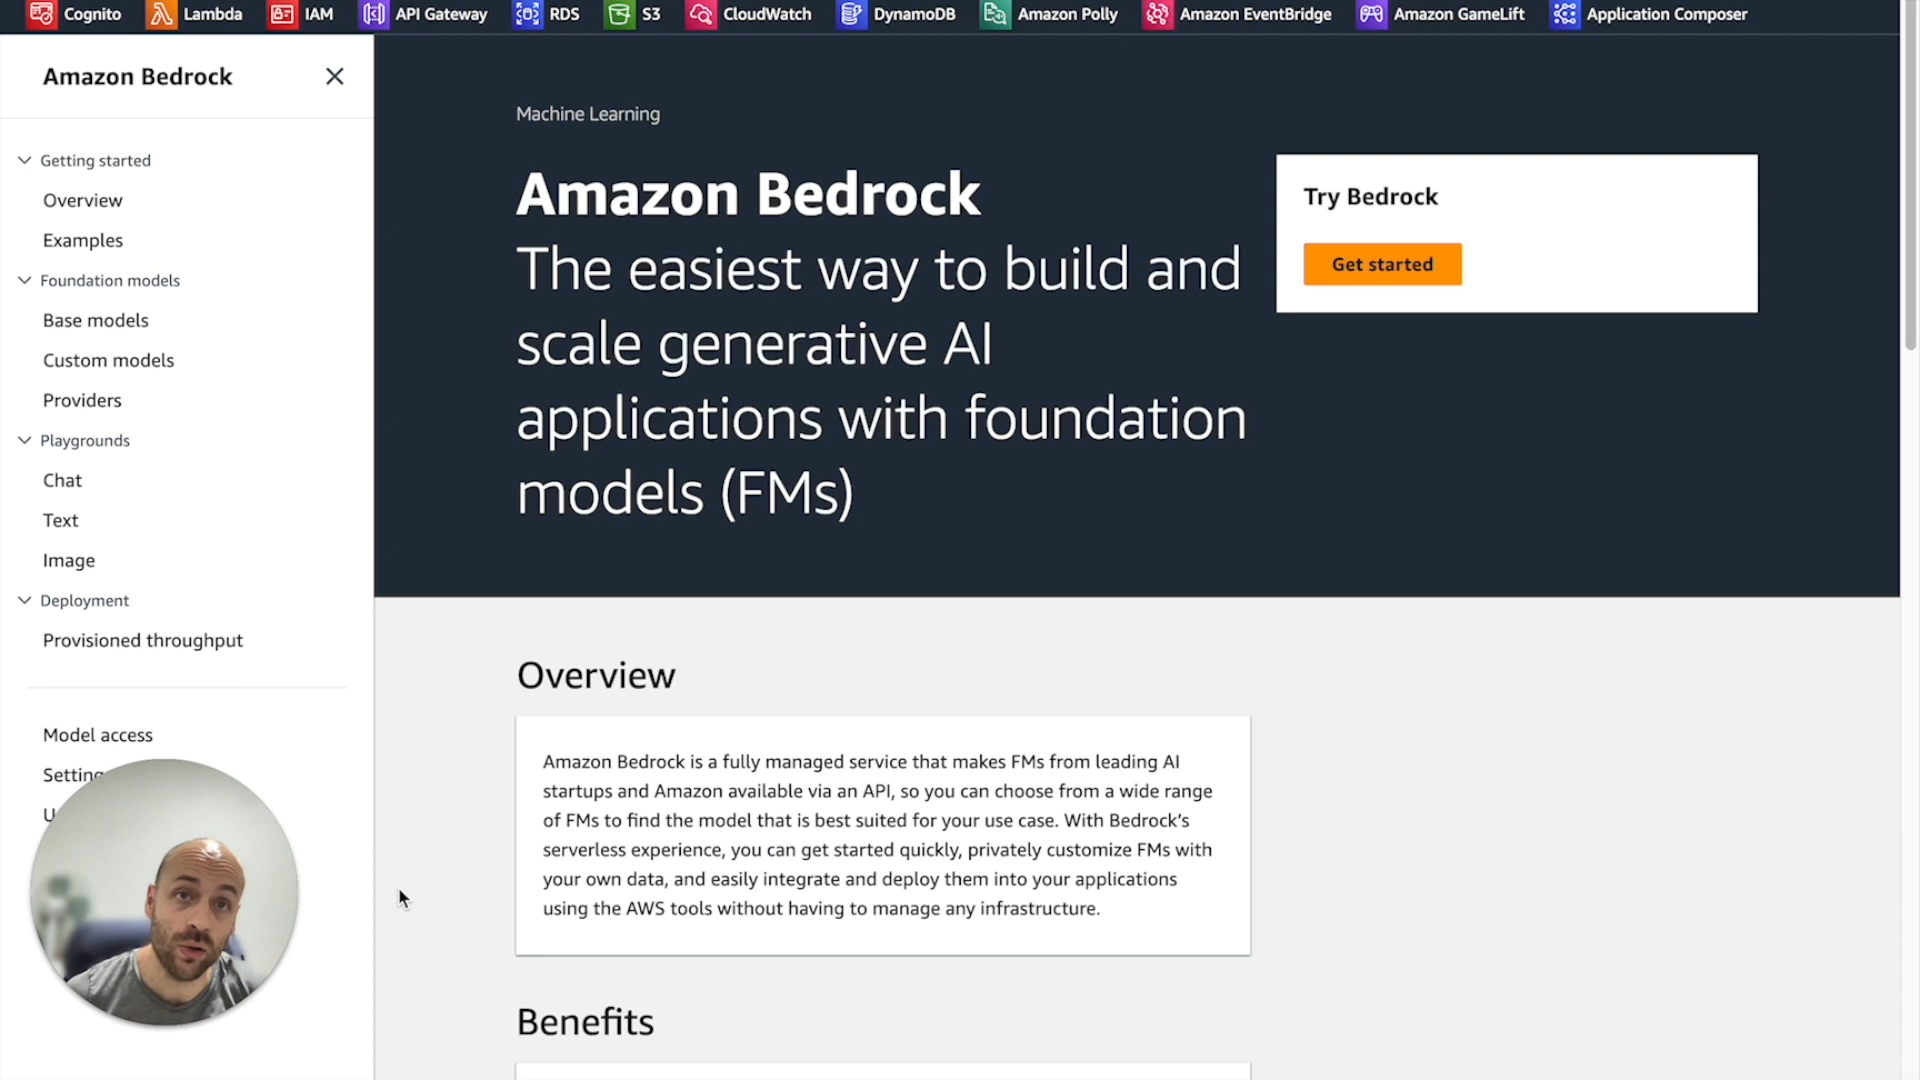 Cognito Lambda IAM API Gateway RDS S3 CloudWatch DynamoDB Amazon Polly Amazon EventBridge Amazon GameLift Application Composer
Amazon Bedrock
Getting started
Overview
Examples
Foundation models
Base models
Custom models
Providers
Playgrounds
Chat
Text
Image
Deployment
Provisioned throughput
Model access
Machine Learning
Amazon Bedrock
The easiest way to build and
scale generative AI
applications with foundation
models (FMs)
Try Bedrock
Get started
Overview
Amazon Bedrock is a fully managed service that makes FMs from leading AI
startups and Amazon available via an API, so you can choose from a wide range
of FMs to find the model that is best suited for your use case. With Bedrock’s
serverless experience, you can get started quickly, privately customize FMs with
your own data, and easily integrate and deploy them into your applications
using the AWS tools without having to manage any infrastructure.
Benefits